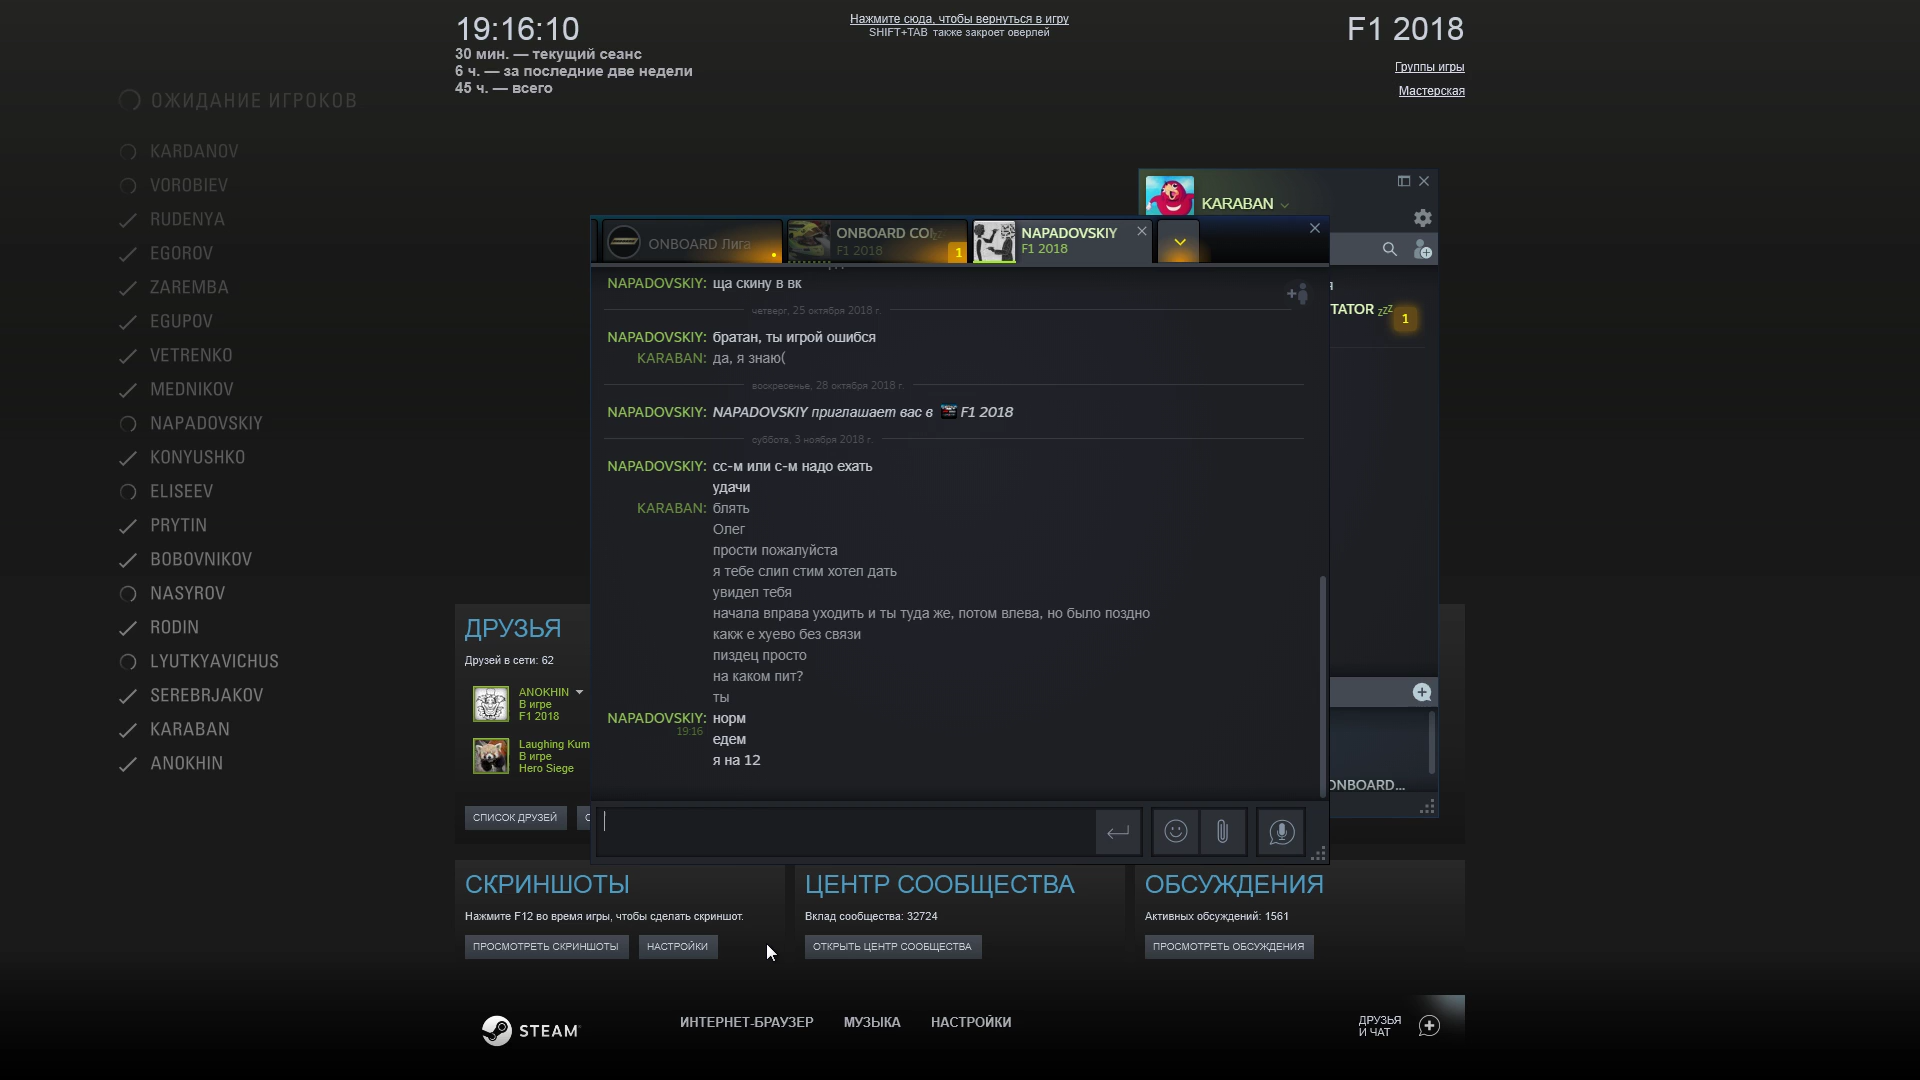 19:16:10
30 мин. — текущий сеанс
6 ч. — за последние две недели
45 ч. — всего
Нажмите сюда, чтобы вернуться в игру
SHIFT+TAB также закроет оверлей
F1 2018
Группы игры
Мастерская
ОЖИДАНИЕ ИГРОКОВ
KARDANOV
VOROBIEV
RUDENYA
EGOROV
ZAREMBA
EGUPOV
VETRENKO
MEDNIKOV
NAPADOVSKIY
KONYUSHKO
ELISEEV
PRYTIN
BOBOVNIKOV
NASYROV
RODIN
LYUTKYAVICHUS
SEREBRJAKOV
KARABAN
ANOKHIN
KARABAN
TATOR zzz
1
ONBOARD...
ONBOARD Лига
ONBOARD CO
F1 2018
1
NAPADOVSKIY
F1 2018
NAPADOVSKIY: ща скину в вк
четверг, 25 октября 2018 г.
NAPADOVSKIY: братан, ты игрой ошибся
KARABAN: да, я знаю(
воскресенье, 28 октября 2018 г.
NAPADOVSKIY: NAPADOVSKIY приглашает вас в F1 2018
суббота, 3 ноября 2018 г.
NAPADOVSKIY: сс-м или с-м надо ехать
удачи
KARABAN: блять
Олег
прости пожалуйста
я тебе слип стим хотел дать
увидел тебя
начала вправа уходить и ты туда же, потом влева, но было поздно
какж е хуево без связи
пиздец просто
на каком пит?
ты
NAPADOVSKIY: норм
19:16
едем
я на 12
ДРУЗЬЯ
Друзей в сети: 62
ANOKHIN
В игре
F1 2018
Laughing Kum
В игре
Hero Siege
СПИСОК ДРУЗЕЙ
СКРИНШОТЫ
Нажмите F12 во время игры, чтобы сделать скриншот.
ПРОСМОТРЕТЬ СКРИНШОТЫ
НАСТРОЙКИ
ЦЕНТР СООБЩЕСТВА
Вклад сообщества: 32724
ОТКРЫТЬ ЦЕНТР СООБЩЕСТВА
ОБСУЖДЕНИЯ
Активных обсуждений: 1561
ПРОСМОТРЕТЬ ОБСУЖДЕНИЯ
STEAM
ИНТЕРНЕТ-БРАУЗЕР
МУЗЫКА
НАСТРОЙКИ
ДРУЗЬЯ
И ЧАТ